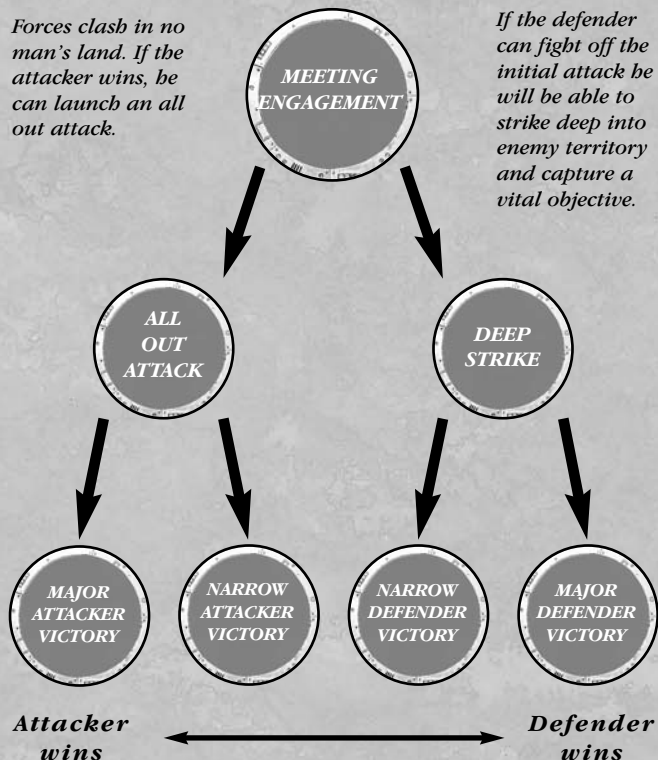 Forces clash in no
man's land. If the
attacker wins, he
can launch an all
out attack.
MEETING
ENGAGEMENT
If the defender
can fight off the
initial attack he
will be able to
strike deep into
enemy territory
and capture a
vital objective.
ALL
OUT
ATTACK
DEEP
STRIKE
MAJOR
ATTACKER
VICTORY
NARROW
ATTACKER
VICTORY
NARROW
DEFENDER
VICTORY
MAJOR
DEFENDER
VICTORY
Attacker
wins
Defender
wins